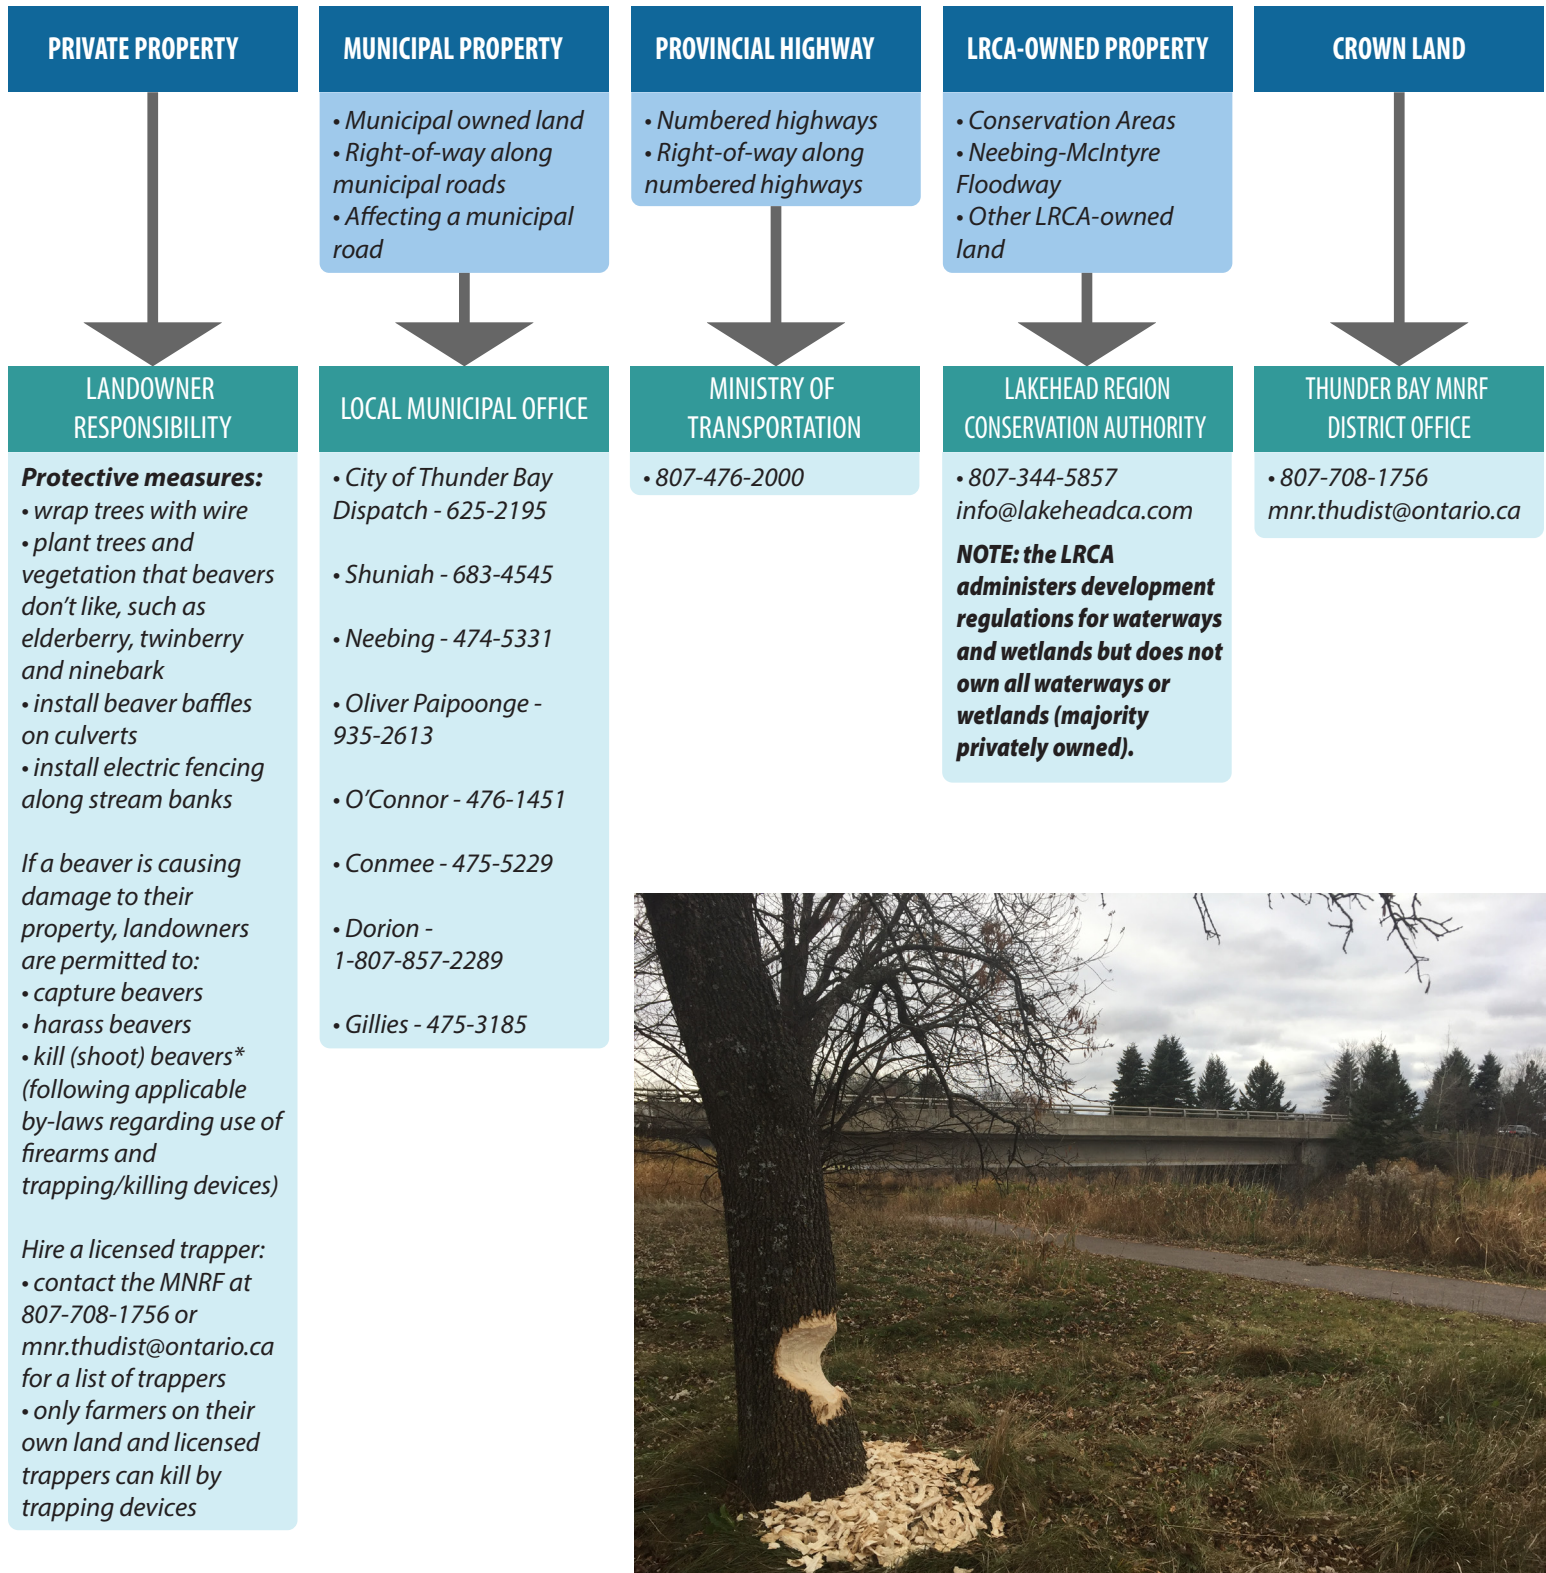 PRIVATE PROPERTY
MUNICIPAL PROPERTY
• Municipal owned land
• Right-of-way along
municipal roads
• Affecting a municipal
road
PROVINCIAL HIGHWAY
• Numbered highways
• Right-of-way along
numbered highways
LRCA-OWNED PROPERTY
• Conservation Areas
• Neebing-McIntyre
Floodway
• Other LRCA-owned
land
CROWN LAND
LANDOWNER
RESPONSIBILITY
Protective measures:
• wrap trees with wire
• plant trees and
vegetation that beavers
don't like, such as
elderberry, twinberry
and ninebark
• install beaver baffles
on culverts
• install electric fencing
along stream banks
If a beaver is causing
damage to their
property, landowners
are permitted to:
• capture beavers
• harass beavers
• kill (shoot) beavers*
(following applicable
by-laws regarding use of
firearms and
trapping/killing devices)
Hire a licensed trapper:
• contact the MNRF at
807-708-1756 or
mnr.thudist@ontario.ca
for a list of trappers
• only farmers on their
own land and licensed
trappers can kill by
trapping devices
LOCAL MUNICIPAL OFFICE
• City of Thunder Bay
Dispatch - 625-2195
• Shuniah - 683-4545
• Neebing - 474-5331
• Oliver Paipoonge -
935-2613
• O'Connor - 476-1451
• Conmee - 475-5229
• Dorion -
1-807-857-2289
• Gillies - 475-3185
MINISTRY OF
TRANSPORTATION
• 807-476-2000
LAKEHEAD REGION
CONSERVATION AUTHORITY
• 807-344-5857
info@lakeheadca.com
NOTE: the LRCA
administers development
regulations for waterways
and wetlands but does not
own all waterways or
wetlands (majority
privately owned).
THUNDER BAY MNRF
DISTRICT OFFICE
• 807-708-1756
mnr.thudist@ontario.ca